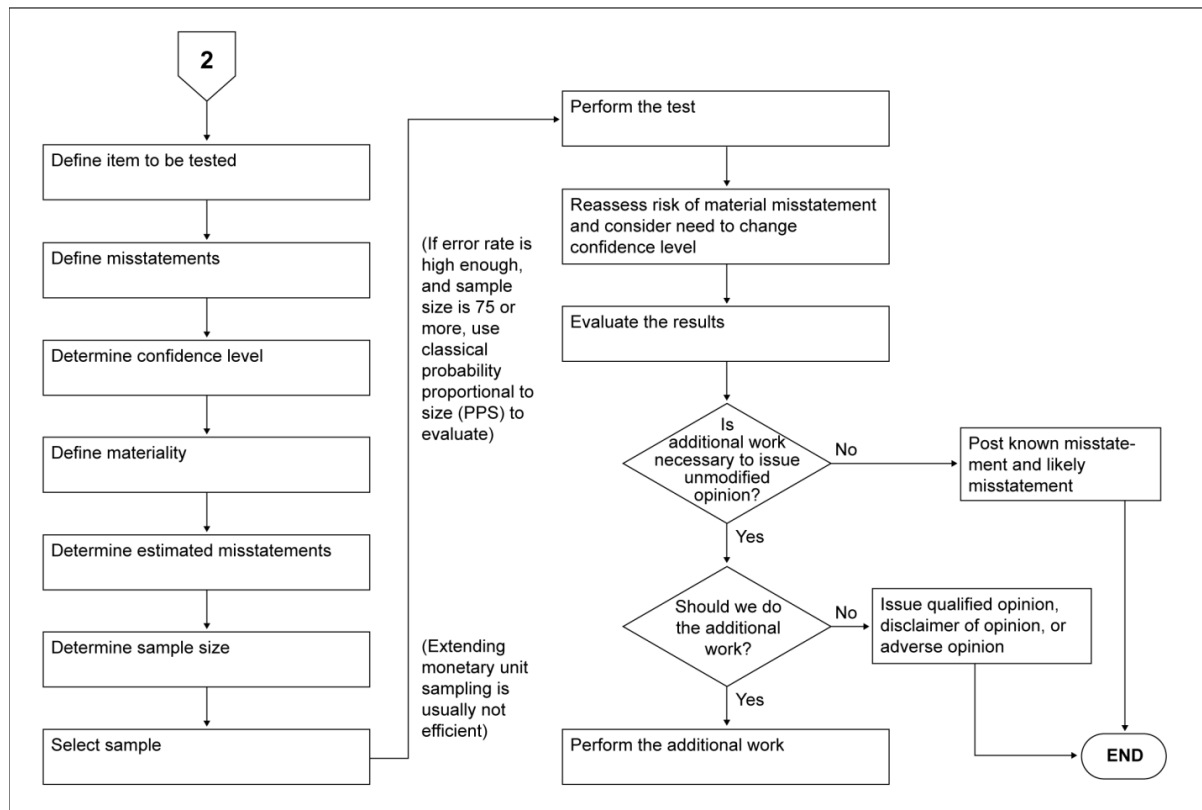 2
Define item to be tested
Define misstatements
Determine confidence level
Define materiality
Determine estimated misstatements
Determine sample size
Select sample
(If error rate is
high enough,
and sample
size is 75 or
more, use
classical
probability
proportional to
size (PPS) to
evaluate)
(Extending
monetary unit
sampling is
usually not
efficient)
Perform the test
Reassess risk of material misstatement
and consider need to change
confidence level
Evaluate the results
Is
additional work
necessary to issue
unmodified
opinion?
No
Post known misstate-
ment and likely
misstatement
Yes
Should we do
the additional
work?
No
Issue qualified opinion,
disclaimer of opinion, or
adverse opinion
Yes
Perform the additional work
END